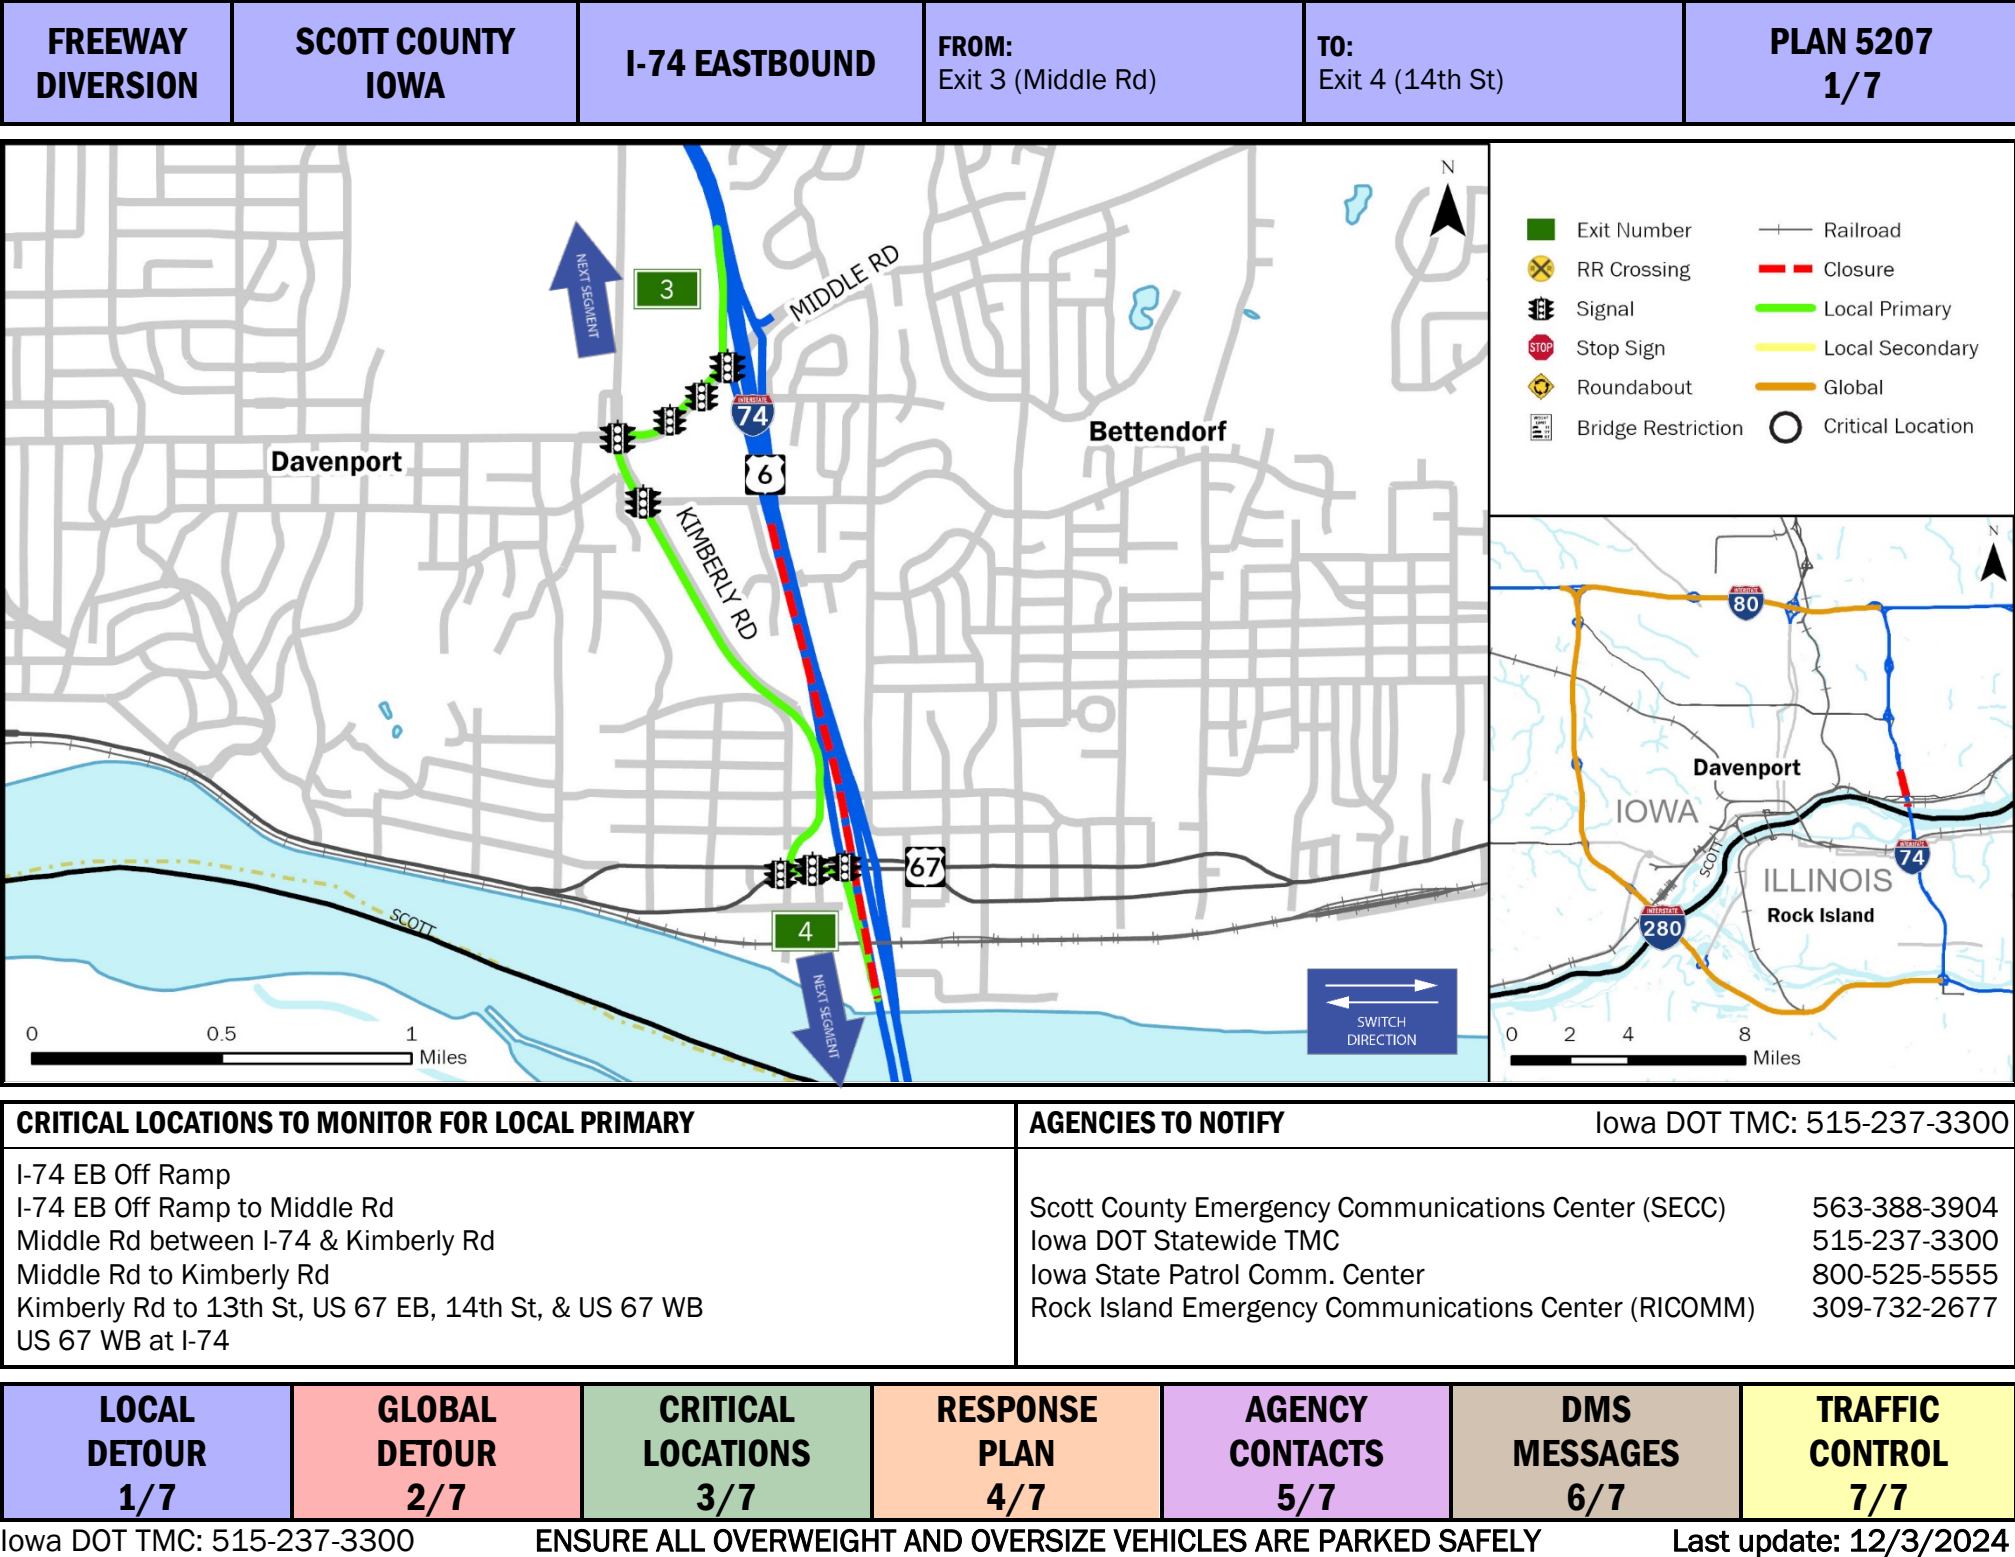 FREEWAY
DIVERSION
SCOTT COUNTY
IOWA
I-74 EASTBOUND
FROM:
Exit 3 (Middle Rd)
TO:
Exit 4 (14th St)
PLAN 5207
1/7
N
NEXT SEGMENT
3
MIDDLE RD
INTERSTATE
74
Bettendorf
Davenport
6
KIMBERLY RD
67
4
SCOTT
NEXT SEGMENT
SWITCH
DIRECTION
0 0.5 1
Miles
Exit Number
RR Crossing
Signal
STOP
Stop Sign
Roundabout
Bridge Restriction
Railroad
Closure
Local Primary
Local Secondary
Global
Critical Location
N
INTERSTATE
80
Davenport
IOWA
SCOTT
INTERSTATE
74
ILLINOIS
Rock Island
INTERSTATE
280
0 2 4 8
Miles
CRITICAL LOCATIONS TO MONITOR FOR LOCAL PRIMARY
I-74 EB Off Ramp
I-74 EB Off Ramp to Middle Rd
Middle Rd between I-74 & Kimberly Rd
Middle Rd to Kimberly Rd
Kimberly Rd to 13th St, US 67 EB, 14th St, & US 67 WB
US 67 WB at I-74
AGENCIES TO NOTIFY Iowa DOT TMC: 515-237-3300
Scott County Emergency Communications Center (SECC) 563-388-3904
Iowa DOT Statewide TMC 515-237-3300
Iowa State Patrol Comm. Center 800-525-5555
Rock Island Emergency Communications Center (RICOMM) 309-732-2677
LOCAL
DETOUR
1/7
GLOBAL
DETOUR
2/7
CRITICAL
LOCATIONS
3/7
RESPONSE
PLAN
4/7
AGENCY
CONTACTS
5/7
DMS
MESSAGES
6/7
TRAFFIC
CONTROL
7/7
Iowa DOT TMC: 515-237-3300 ENSURE ALL OVERWEIGHT AND OVERSIZE VEHICLES ARE PARKED SAFELY Last update: 12/3/2024